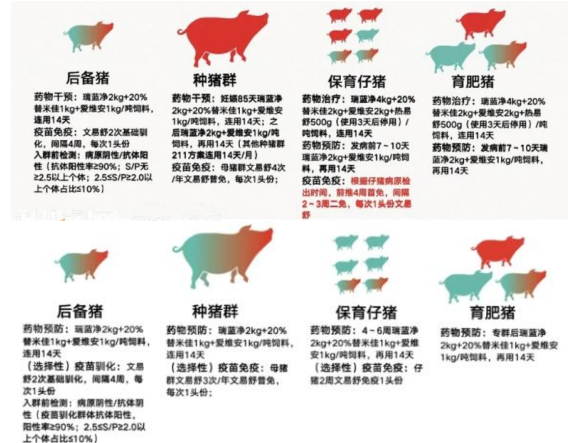 后备猪
药物干预：瑞蓝净2kg+20%
替米佳1kg+爱维安1kg/吨饲料，
连用14天
疫苗免疫：文易舒2次基础驯
化，间隔4周，每次1头份
入群前检测：病原阴性/抗体阳
性（抗体阳性率≥90%；S/P无
≥2.5以上个体；2.5≤S/P≥2.0以
上个体占比≤10%）
种猪群
药物干预：妊娠85天瑞蓝净
2kg+20%替米佳1kg+爱维安
1kg/吨饲料，连用14天；之
后瑞蓝净2kg+爱维安1kg/吨
饲料，再用14天（其他种猪群
211方案连用14天/月）
疫苗免疫：母猪群文易舒4次
/年文易舒普免，每次1头份；
保育仔猪
药物治疗：瑞蓝净4kg+20%
替米佳2kg+爱维安2kg+热易
舒500g（使用3天后停用）/
吨饲料，连用14天
药物预防：发病前7~10天瑞
蓝净2kg+爱维安1kg/吨饲
料，再用14天
疫苗免疫：根据仔猪病原检
出时间，前推4周首免，间隔
2~3周二免，每次1头份文易
舒
育肥猪
药物治疗：瑞蓝净4kg+20%
替米佳2kg+爱维安2kg+热易
舒500g（使用3天后停用）/吨
饲料，连用14天
药物预防：发病前7~10天瑞
蓝净2kg+爱维安1kg/吨饲料，
再用14天
后备猪
药物预防：瑞蓝净2kg+20%
替米佳1kg+爱维安1kg/吨饲料，
连用14天
（选择性）疫苗驯化：文易
舒2次基础驯化，间隔4周，每
次1头份
入群前检测：病原阴性/抗体阴
性（疫苗驯化群体抗体阳性，
阳性率≥90%；2.5≤S/P≥2.0以
上个体占比≤10%）
种猪群
药物预防：瑞蓝净2kg+20%
替米佳1kg+爱维安1kg/吨饲料，
连用14天
（选择性）疫苗免疫：母猪
群文易舒3次/年文易舒普免，
每次1头份；
保育仔猪
药物预防：4~6周瑞蓝净
2kg+20%替米佳1kg+爱维
安1kg/吨饲料，再用14天
（选择性）疫苗免疫：仔
猪2周文易舒免疫1头份
育肥猪
药物预防：专群后瑞蓝净
2kg+20%替米佳1kg+爱维安
1kg/吨饲料，再用14天